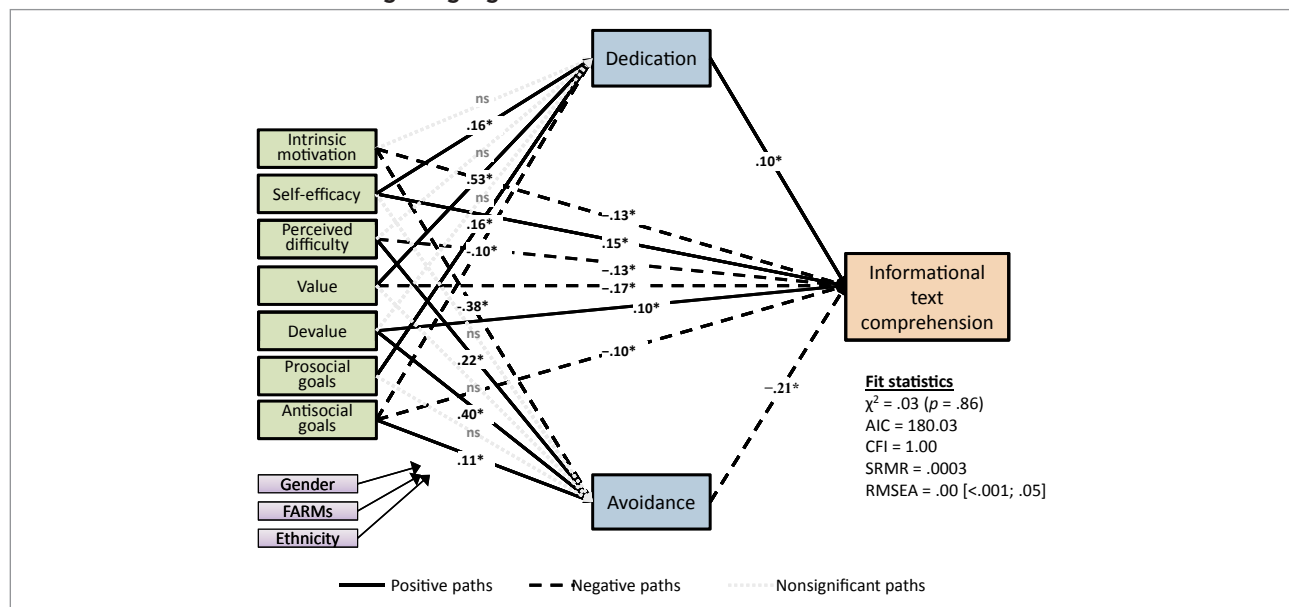 Dedication
ns
.16*
Intrinsic
motivation
ns
.10*
.53*
Self-efficacy
ns
–.13*
.16*
Perceived
difficulty
.15*
-.10*
–.13*
Value
–.17*
Informational
text
comprehension
-.38*
.10*
Devalue
ns
–.10*
.22*
Prosocial
goals
ns
–.21*
Antisocial
goals
.40*
ns
.11*
Fit statistics
χ² = .03 (p = .86)
AIC = 180.03
CFI = 1.00
SRMR = .0003
RMSEA = .00 [<.001; .05]
Gender
FARMs
Ethnicity
Avoidance
Positive paths
Negative paths
Nonsignificant paths